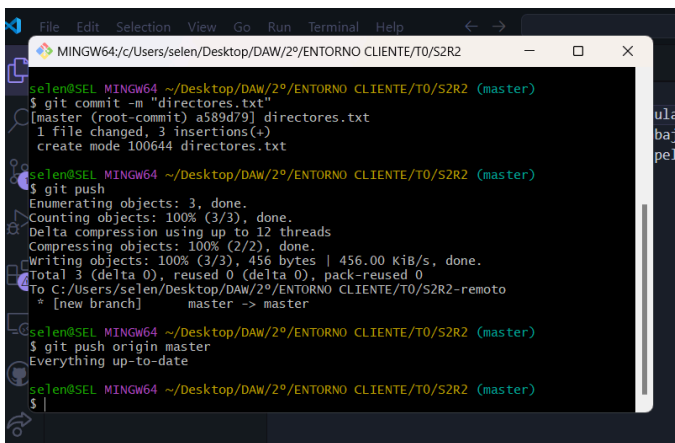 File Edit Selection View Go Run Terminal Help
MINGW64:/c/Users/selen/Desktop/DAW/2º/ENTORNO CLIENTE/T0/S2R2
selen@SEL MINGW64 ~/Desktop/DAW/2º/ENTORNO CLIENTE/T0/S2R2 (master)
$ git commit -m "directores.txt"
[master (root-commit) a589d79] directores.txt
1 file changed, 3 insertions(+)
create mode 100644 directores.txt
selen@SEL MINGW64 ~/Desktop/DAW/2º/ENTORNO CLIENTE/T0/S2R2 (master)
$ git push
Enumerating objects: 3, done.
Counting objects: 100% (3/3), done.
Delta compression using up to 12 threads
Compressing objects: 100% (2/2), done.
Writing objects: 100% (3/3), 456 bytes | 456.00 KiB/s, done.
Total 3 (delta 0), reused 0 (delta 0), pack-reused 0
To C:/Users/selen/Desktop/DAW/2º/ENTORNO CLIENTE/T0/S2R2-remoto
* [new branch] master -> master
selen@SEL MINGW64 ~/Desktop/DAW/2º/ENTORNO CLIENTE/T0/S2R2 (master)
$ git push origin master
Everything up-to-date
selen@SEL MINGW64 ~/Desktop/DAW/2º/ENTORNO CLIENTE/T0/S2R2 (master)
$